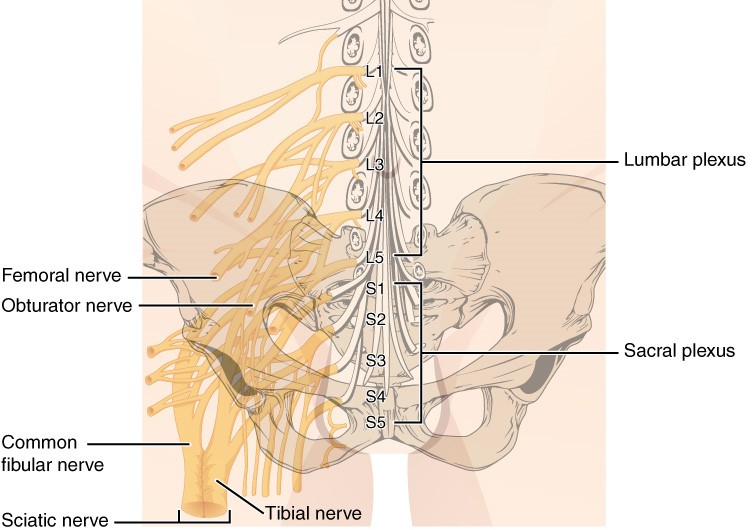 L1
L2
L3
L4
L5
S1
S2
S3
S4
S5
Lumbar plexus
Sacral plexus
Femoral nerve
Obturator nerve
Common
fibular nerve
Sciatic nerve
Tibial nerve